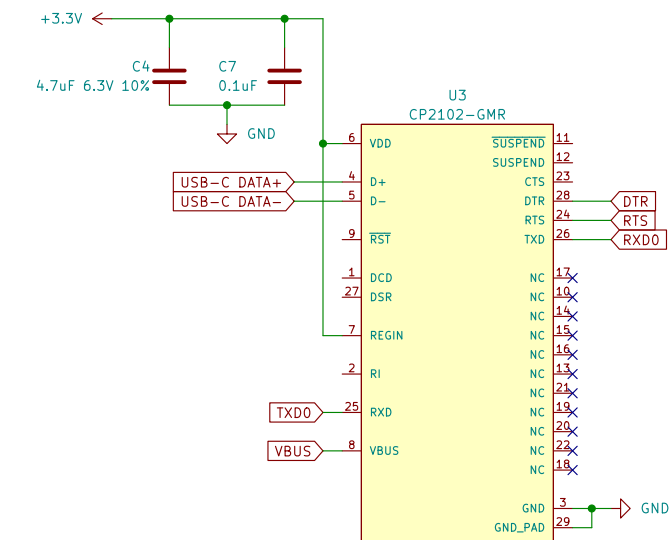 +3.3V
C4
4.7uF 6.3V 10%
C7
0.1uF
GND
U3
CP2102-GMR
6 VDD
SUSPEND 11
SUSPEND 12
USB-C DATA+ 4 D+
CTS 23
USB-C DATA- 5 D-
DTR 28 DTR
RTS 24 RTS
9 RST
TXD 26 RXD0
1 DCD
NC 17
27 DSR
NC 10
NC 14
7 REGIN
NC 15
NC 16
2 RI
NC 13
NC 21
TXD0 25 RXD
NC 19
NC 20
VBUS 8 VBUS
NC 22
NC 18
GND 3 GND
GND_PAD 29